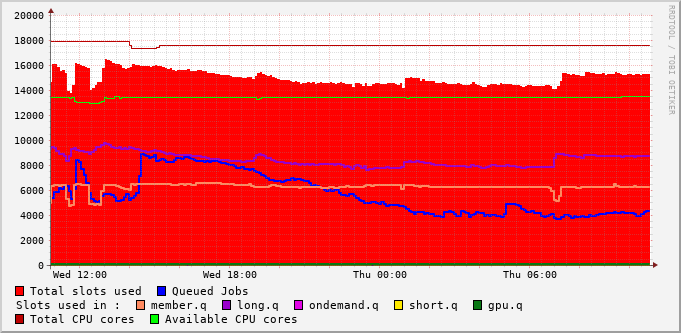 20000
18000
16000
14000
12000
10000
8000
6000
4000
2000
0
Wed 12:00 Wed 18:00 Thu 00:00 Thu 06:00
RRDTOOL / TOBI OETIKER
Total slots used Queued Jobs
Slots used in : member.q long.q ondemand.q short.q gpu.q
Total CPU cores Available CPU cores